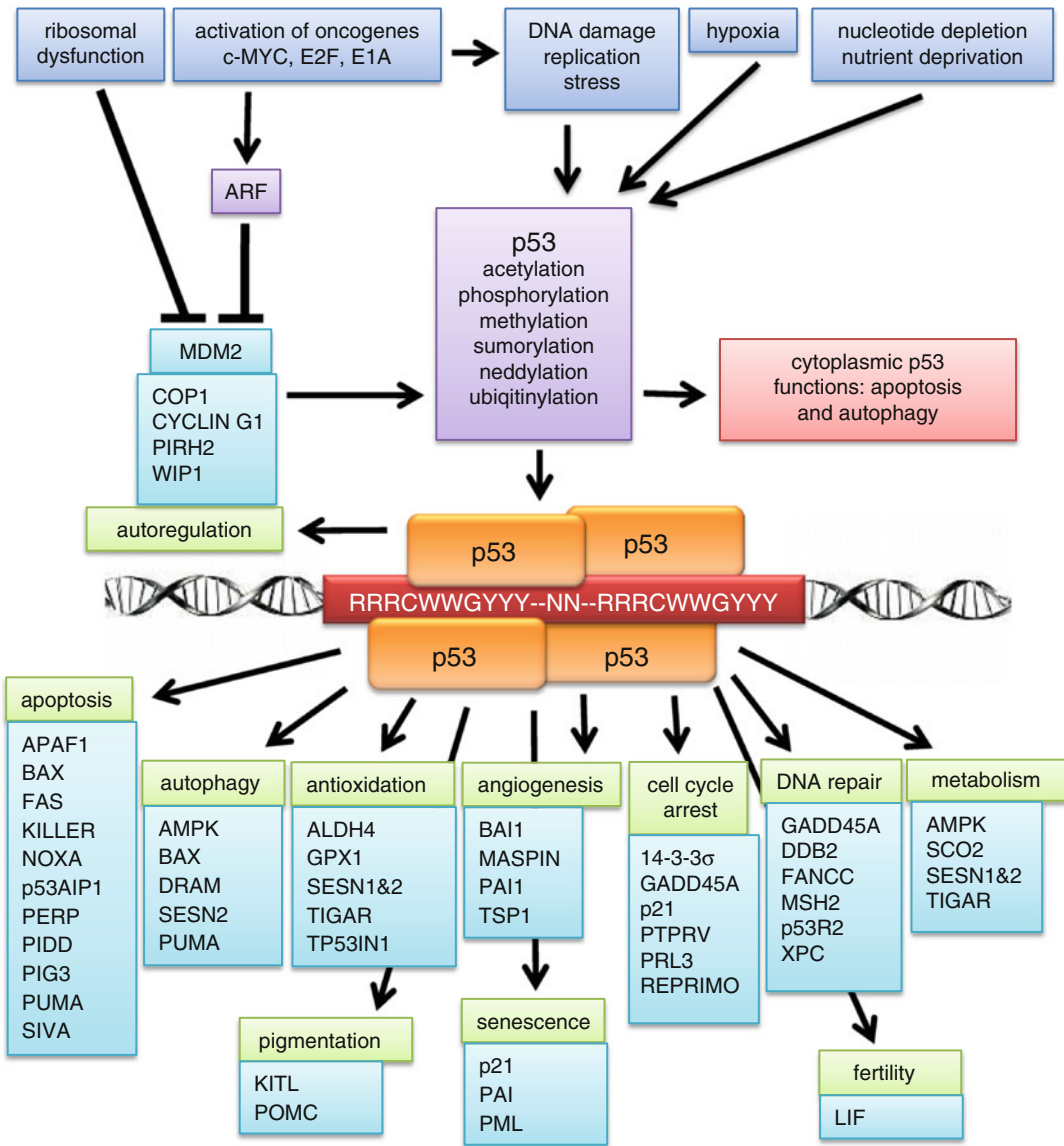 ribosomal
dysfunction
activation of oncogenes
c-MYC, E2F, E1A
DNA damage
replication
stress
hypoxia
nucleotide depletion
nutrient deprivation
ARF
p53
acetylation
phosphorylation
methylation
sumorylation
neddylation
ubiqitinylation
MDM2
COP1
CYCLIN G1
PIRH2
WIP1
cytoplasmic p53
functions: apoptosis
and autophagy
autoregulation
p53
p53
RRRCWWGYYY--NN--RRRCWWGYYY
p53
p53
apoptosis
APAF1
BAX
FAS
KILLER
NOXA
p53AIP1
PERP
PIDD
PIG3
PUMA
SIVA
autophagy
AMPK
BAX
DRAM
SESN2
PUMA
antioxidation
ALDH4
GPX1
SESN1&2
TIGAR
TP53IN1
angiogenesis
BAI1
MASPIN
PAI1
TSP1
cell cycle
arrest
14-3-3σ
GADD45A
p21
PTPRV
PRL3
REPRIMO
DNA repair
GADD45A
DDB2
FANCC
MSH2
p53R2
XPC
metabolism
AMPK
SCO2
SESN1&2
TIGAR
pigmentation
KITL
POMC
senescence
p21
PAI
PML
fertility
LIF